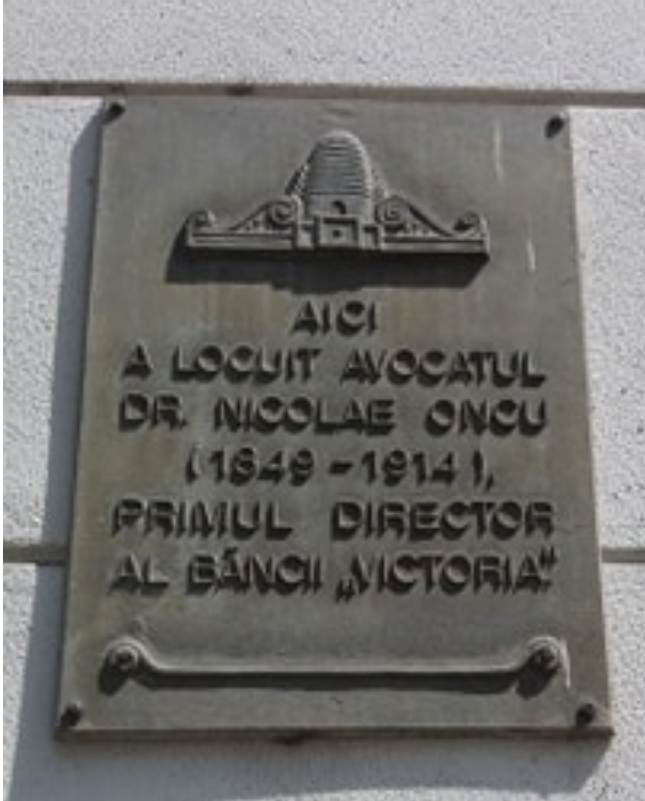 AICI
A LOCUIT AVOCATUL
DR. NICOLAE ONCU
(1849 - 1914),
PRIMUL DIRECTOR
AL BĂNCII „VICTORIA".